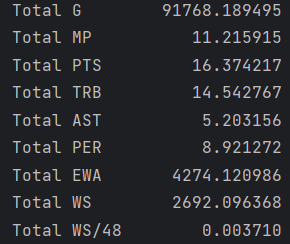 Total G 91768.189495
Total MP 11.215915
Total PTS 16.374217
Total TRB 14.542767
Total AST 5.203156
Total PER 8.921272
Total EWA 4274.120986
Total WS 2692.096368
Total WS/48 0.003710